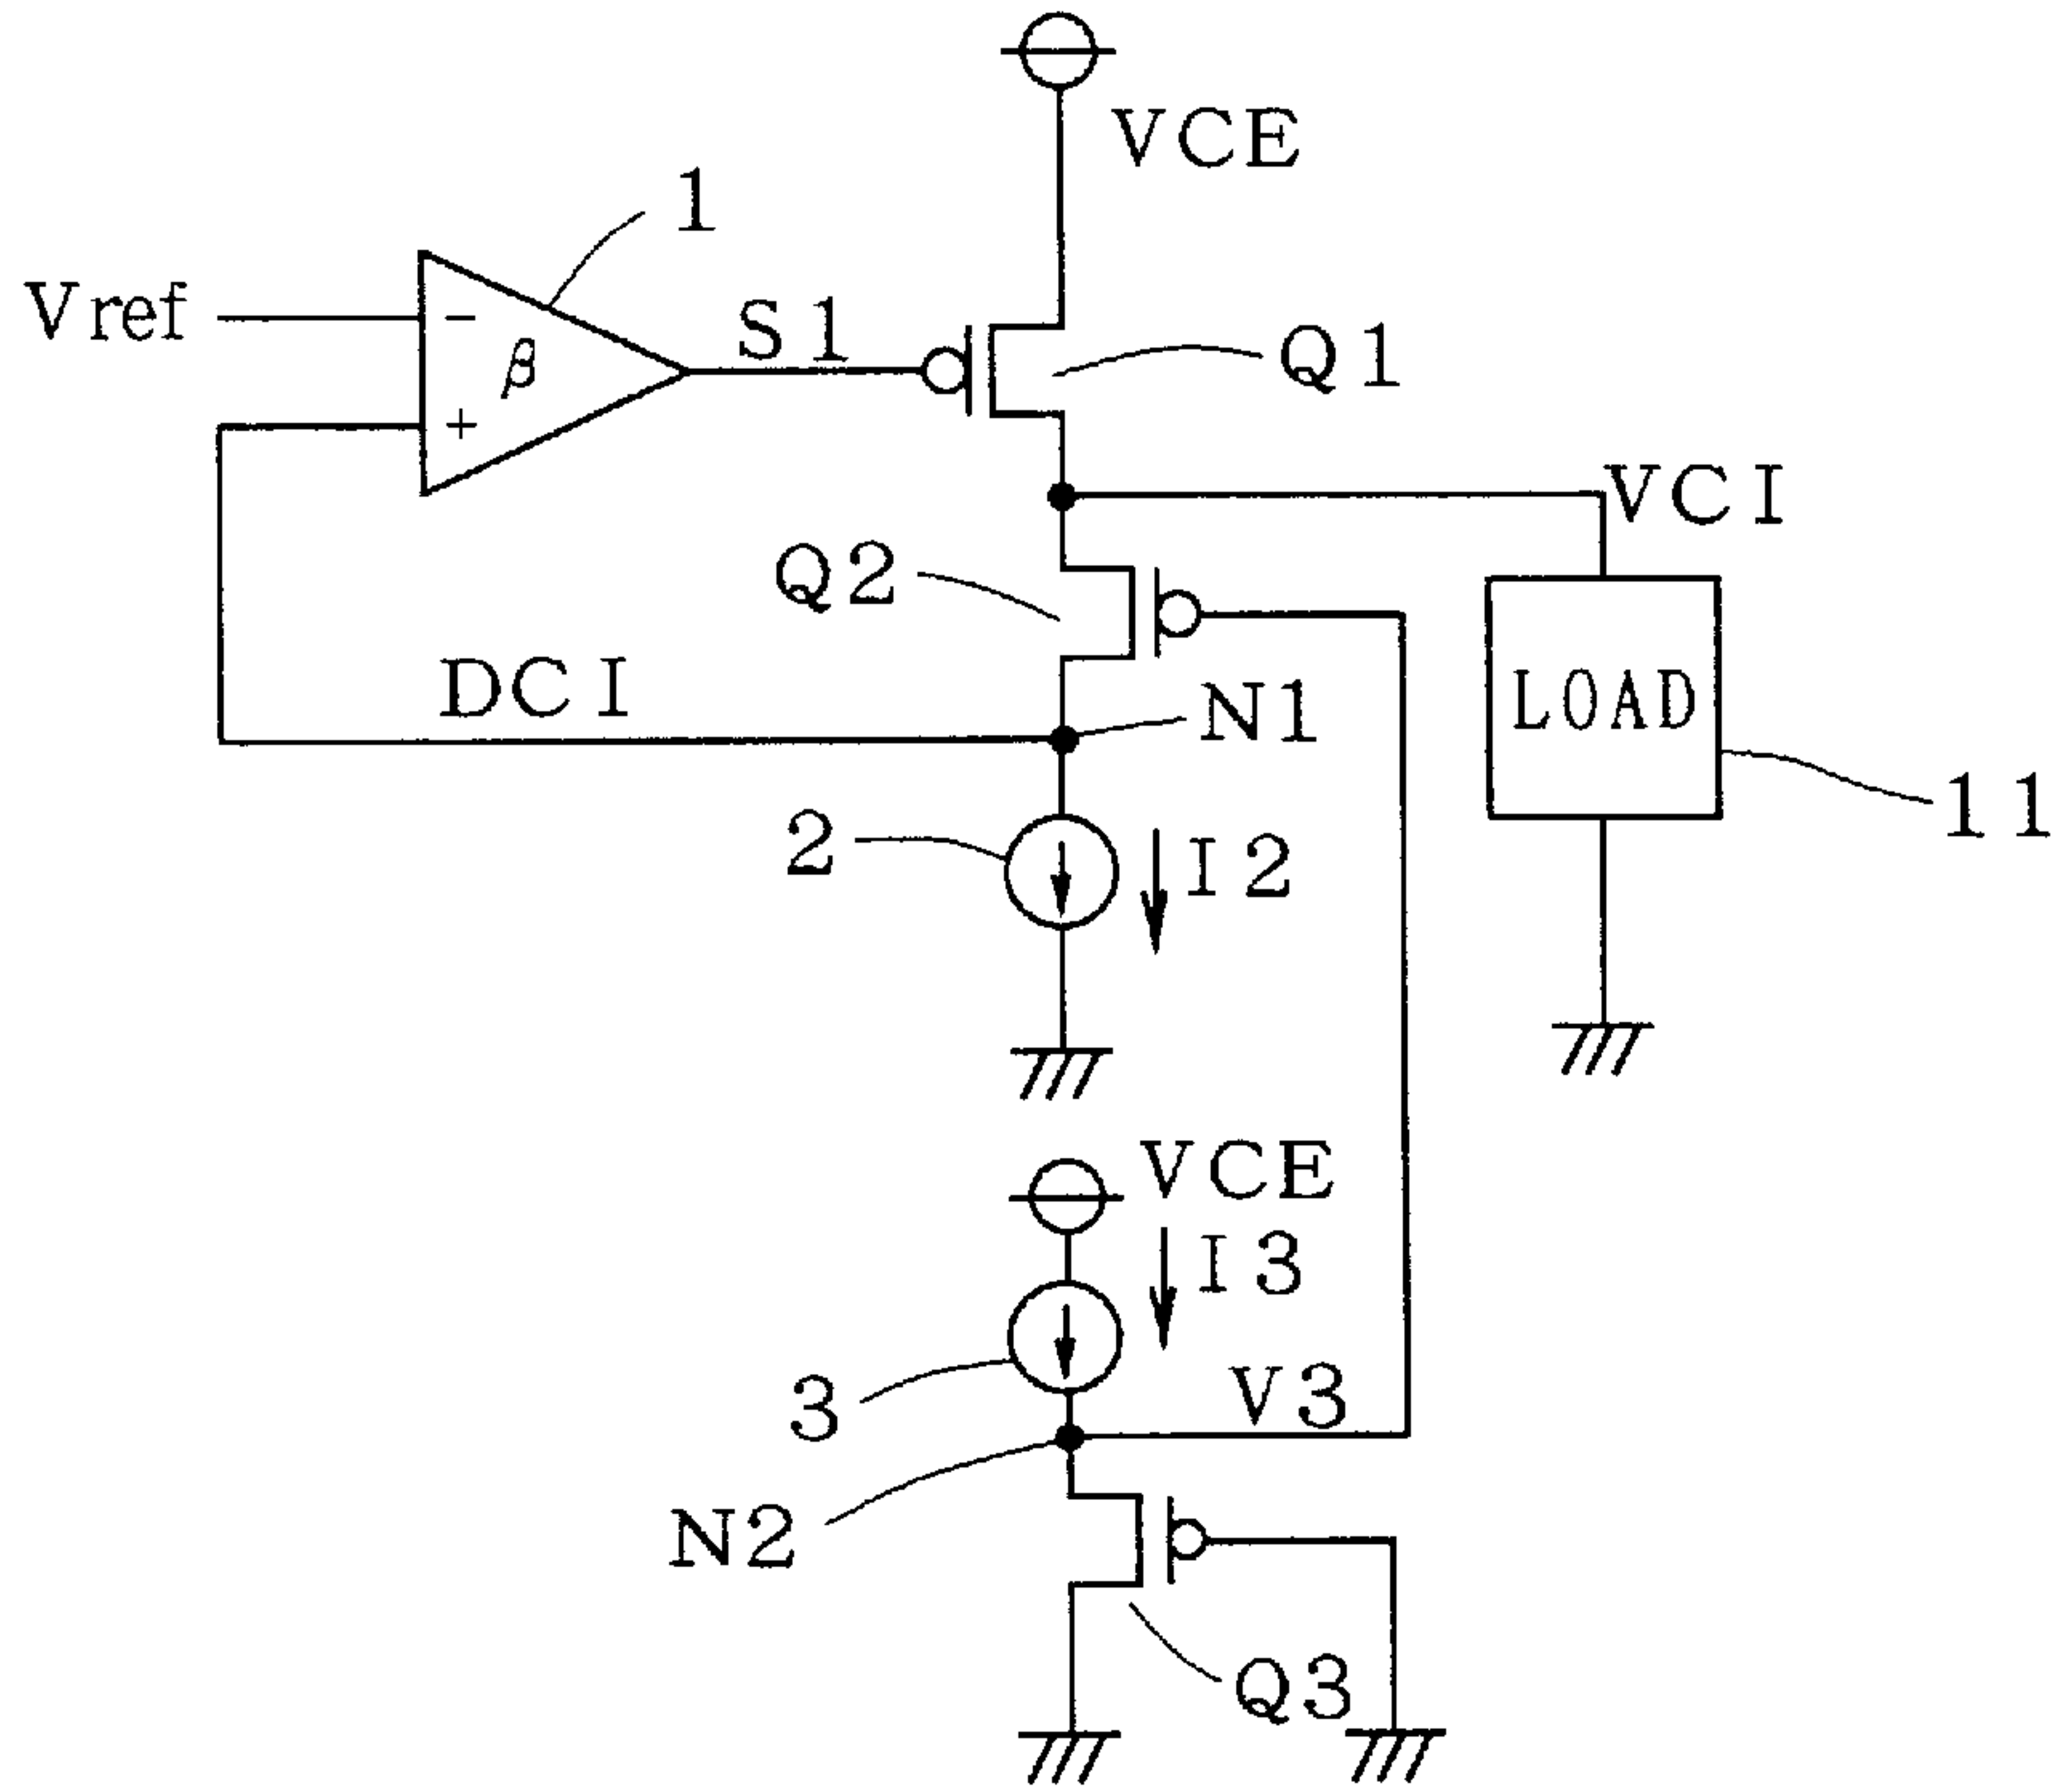 VCE
1
Vref
−
β
+
S1
Q1
VCI
Q2
DCI
N1
LOAD
11
2
I2
VCE
I3
3
V3
N2
Q3